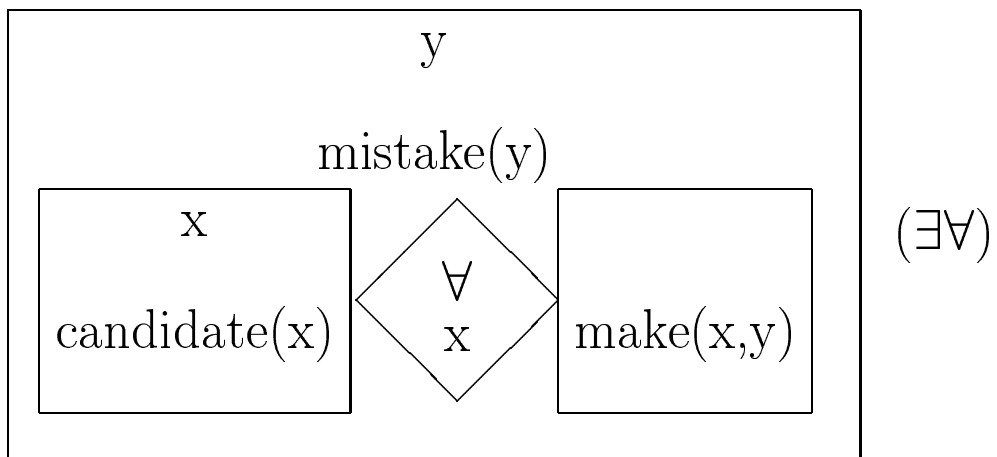 y
mistake(y)
x
candidate(x)
∀
x
make(x,y)
(∃∀)